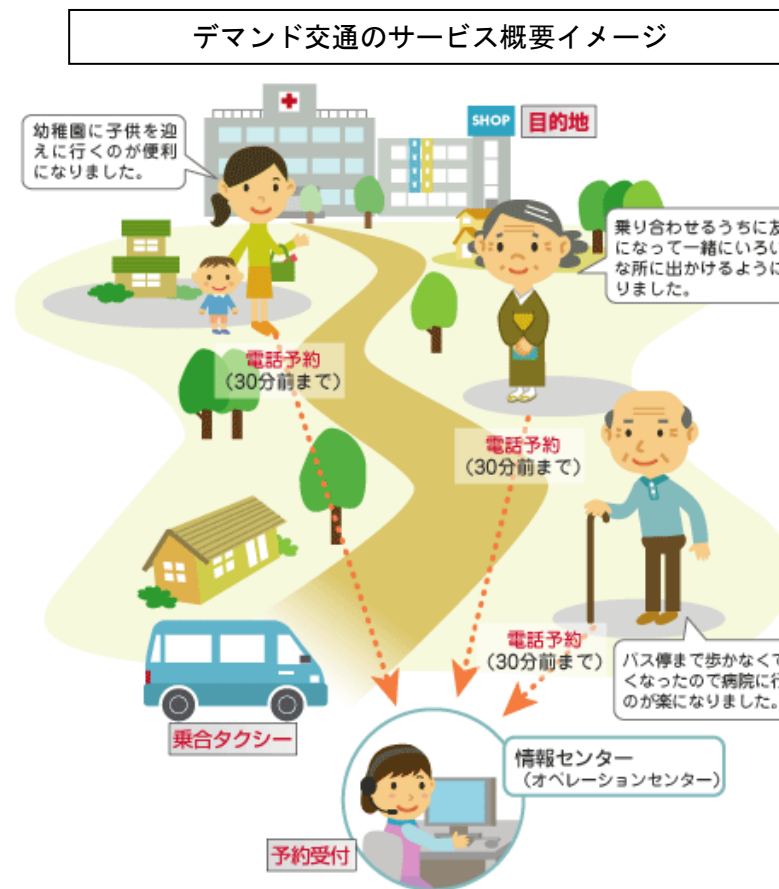 デマンド交通のサービス概要イメージ
幼稚園に子供を迎
えに行くのが便利
になりました。
SHOP
目的地
乗り合わせるうちに友
になって一緒にいろい
な所に出かけるように
りました。
電話予約
（30分前まで）
電話予約
（30分前まで）
電話予約
（30分前まで）
バス停まで歩かなくて
くなったので病院に行
のが楽になりました。
乗合タクシー
情報センター
（オペレーションセンター）
予約受付